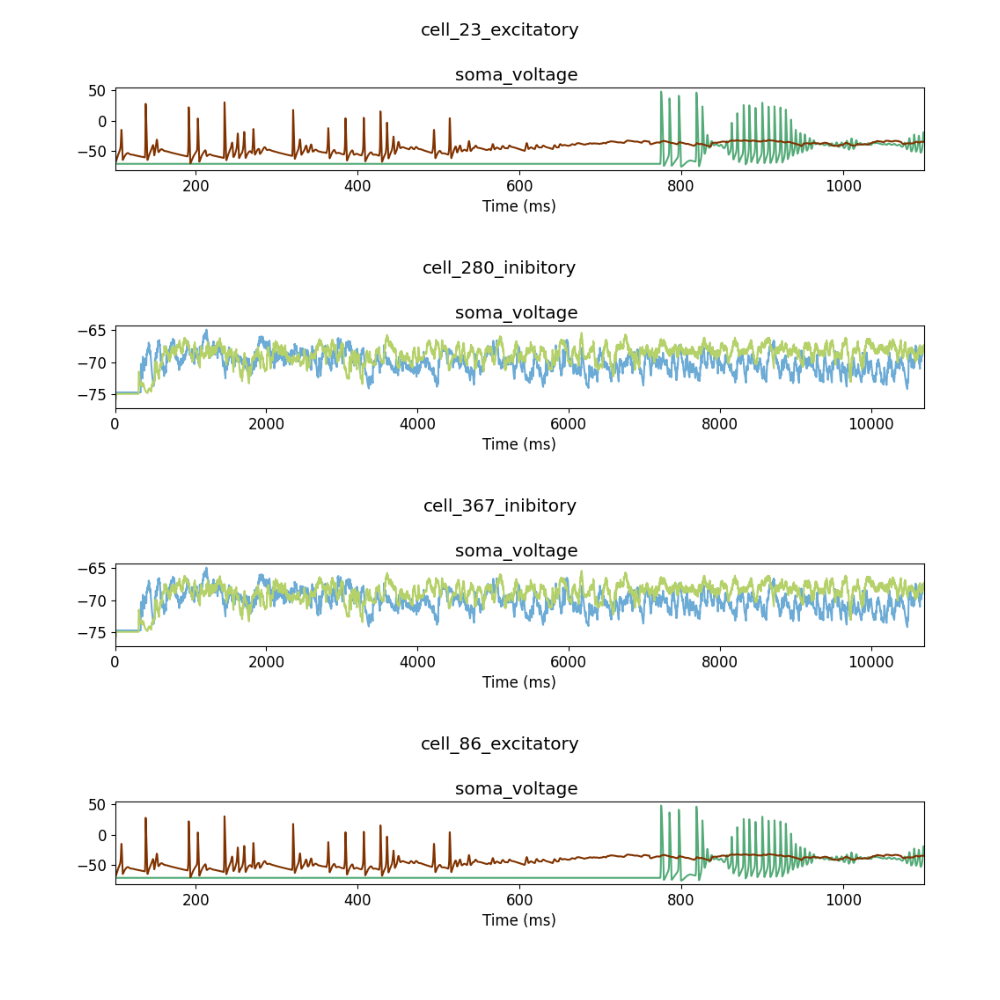 cell_23_excitatory
soma_voltage
50
0
−50
200 400 600 800 1000
Time (ms)
cell_280_inibitory
soma_voltage
−65
−70
−75
0 2000 4000 6000 8000 10000
Time (ms)
cell_367_inibitory
soma_voltage
−65
−70
−75
0 2000 4000 6000 8000 10000
Time (ms)
cell_86_excitatory
soma_voltage
50
0
−50
200 400 600 800 1000
Time (ms)